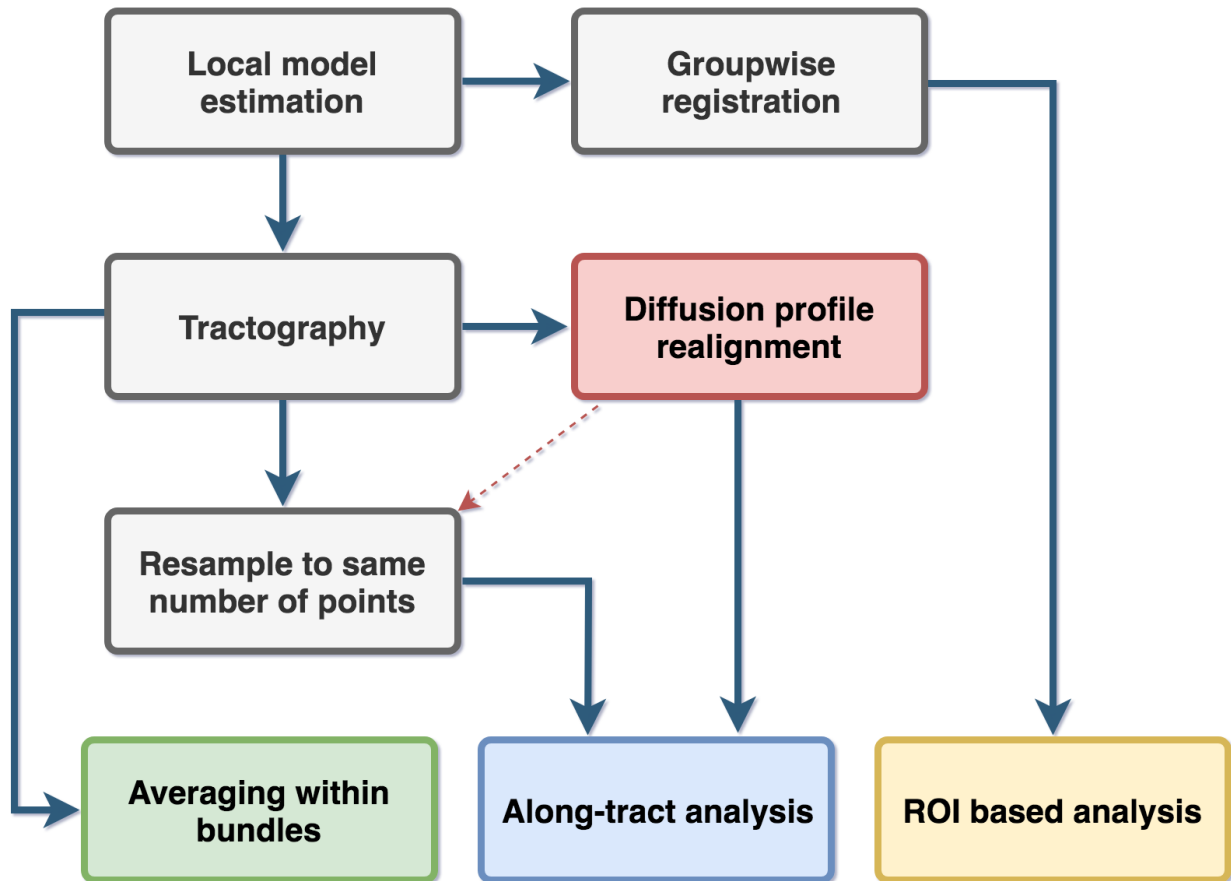 Local model
estimation
Groupwise
registration
Tractography
Diffusion profile
realignment
Resample to same
number of points
Averaging within
bundles
Along-tract analysis
ROI based analysis